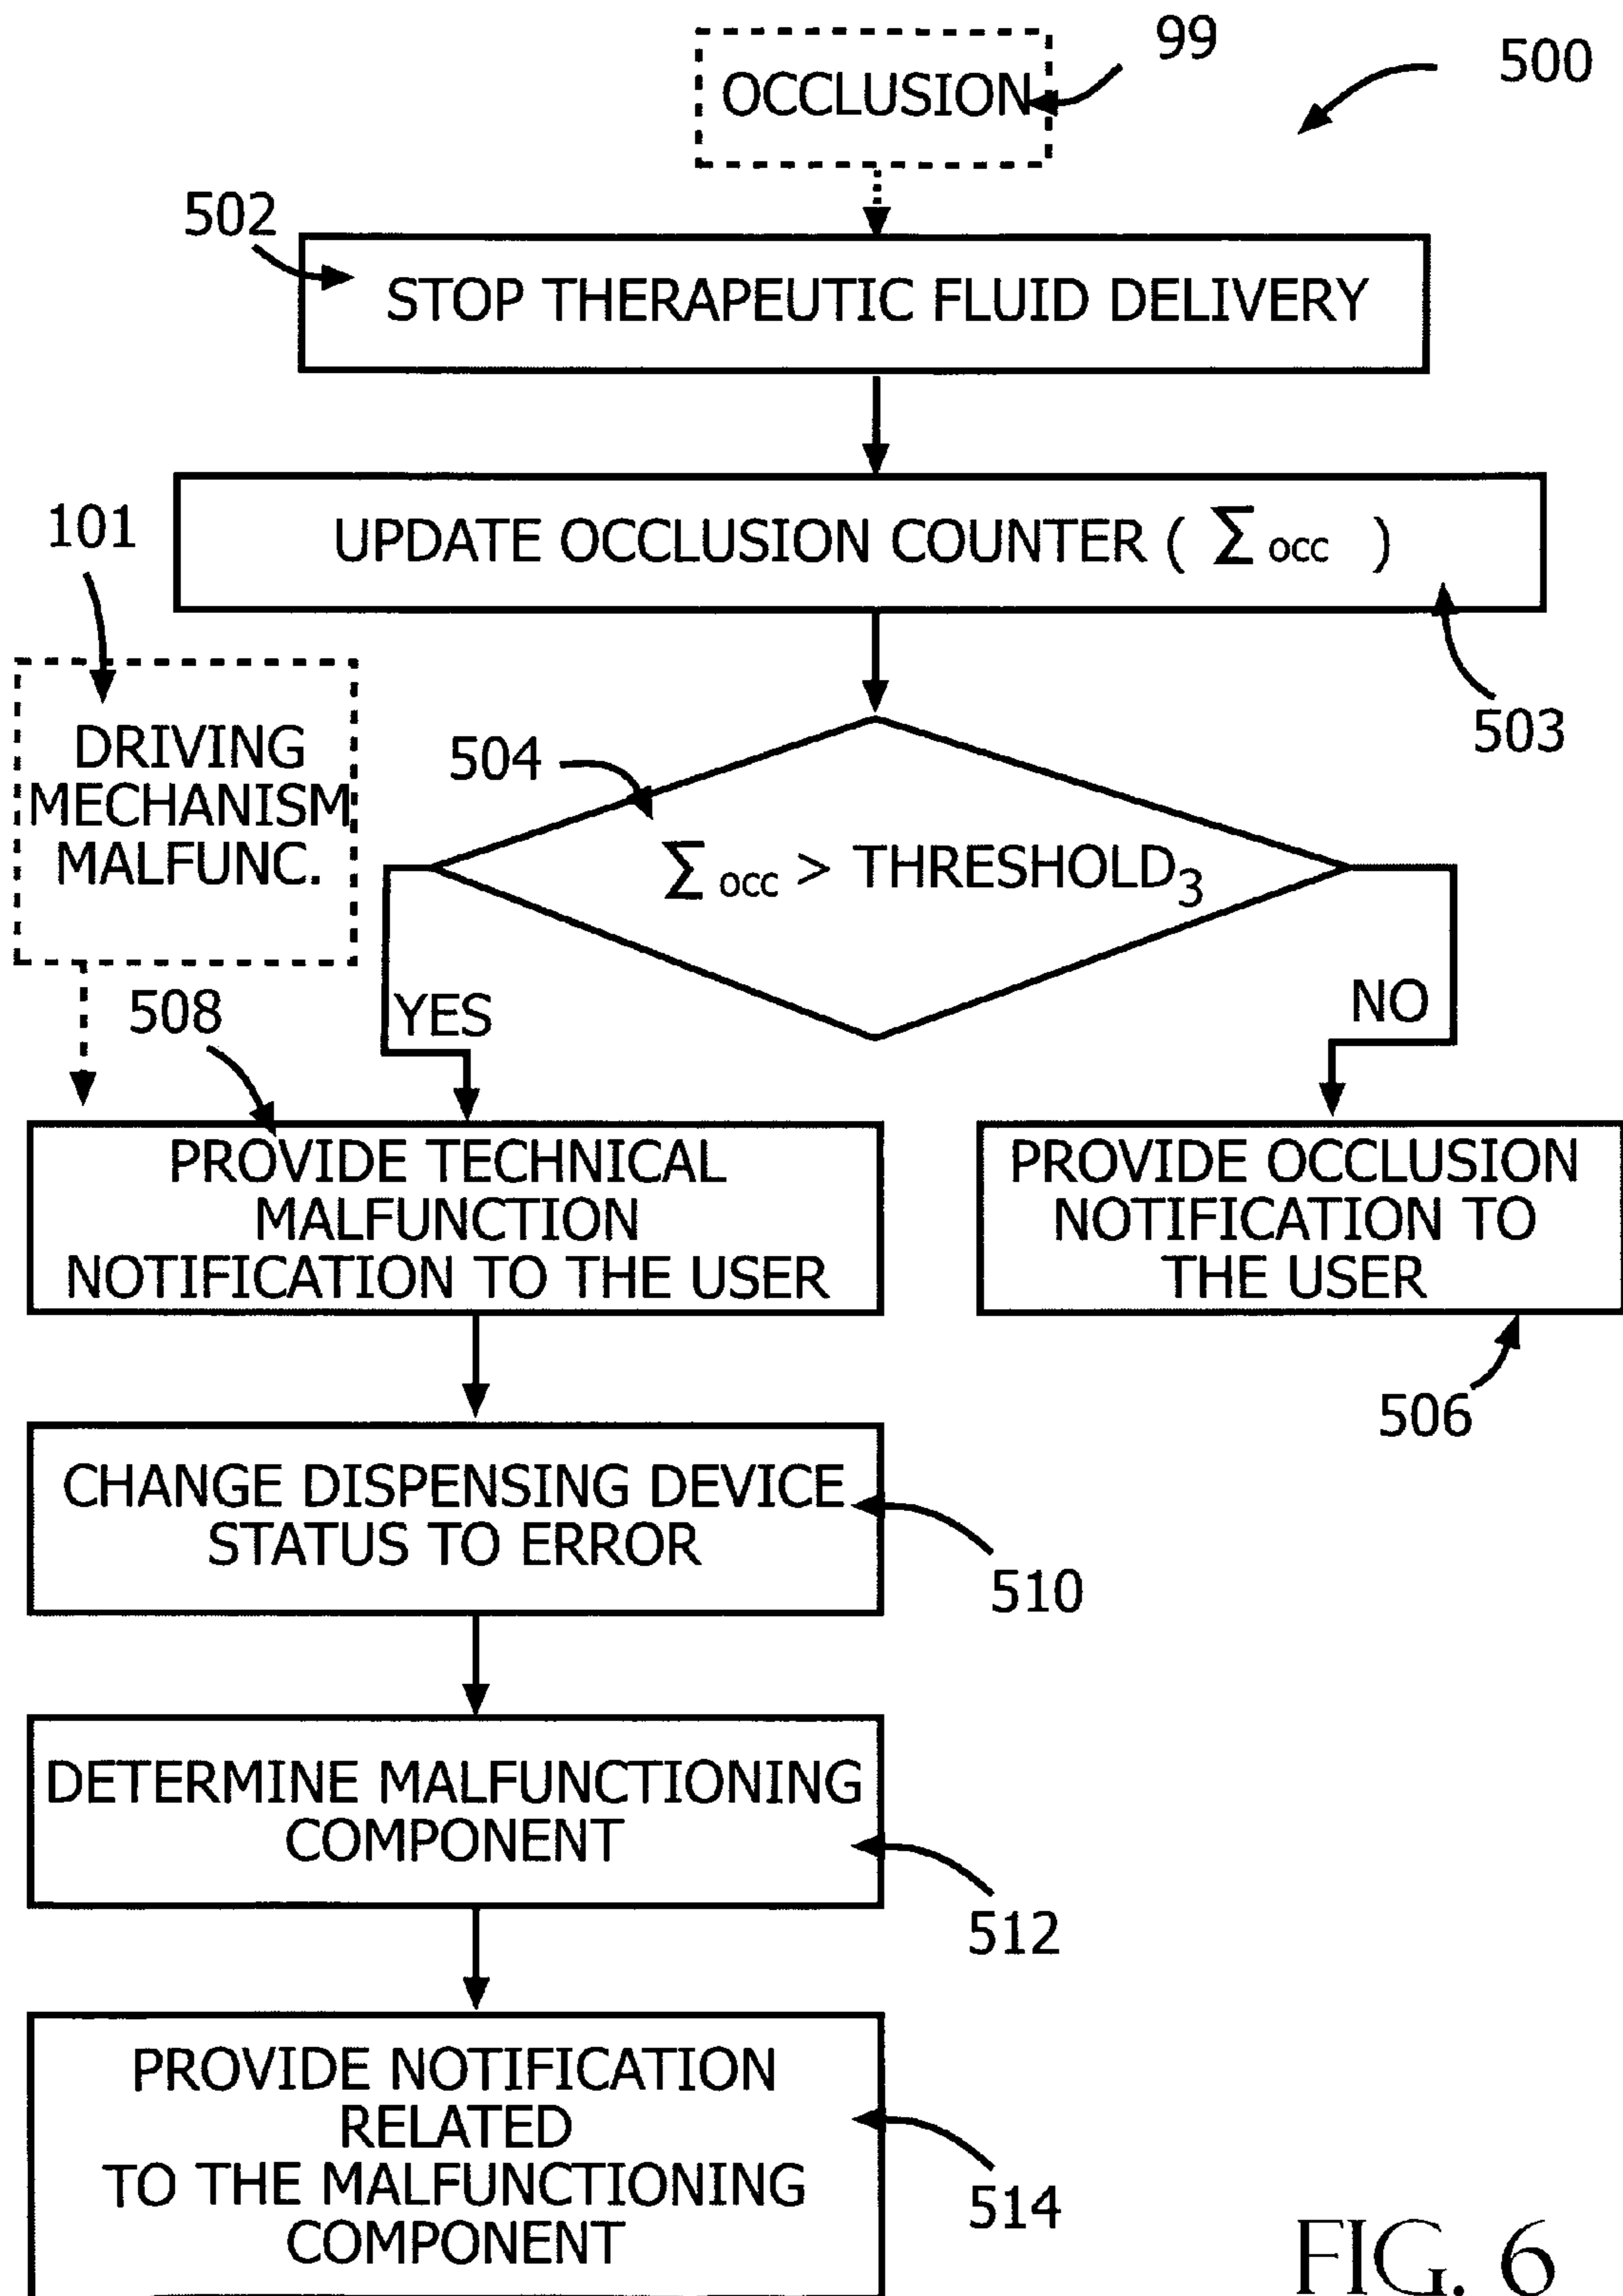 99
500
OCCLUSION
502
STOP THERAPEUTIC FLUID DELIVERY
101
UPDATE OCCLUSION COUNTER ( Σ occ )
503
DRIVING
MECHANISM
MALFUNC.
504
Σ occ > THRESHOLD₃
508
YES
NO
PROVIDE TECHNICAL
MALFUNCTION
NOTIFICATION TO THE USER
PROVIDE OCCLUSION
NOTIFICATION TO
THE USER
506
CHANGE DISPENSING DEVICE
STATUS TO ERROR
510
DETERMINE MALFUNCTIONING
COMPONENT
512
PROVIDE NOTIFICATION
RELATED
TO THE MALFUNCTIONING
COMPONENT
514
FIG. 6